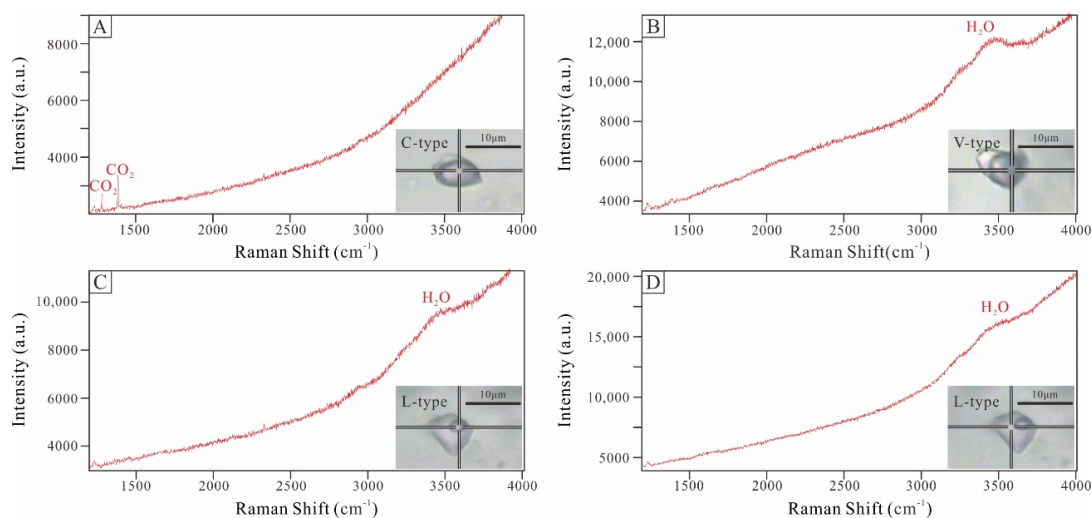 A
Intensity (a.u.)
8000
6000
4000
CO₂
CO₂
C-type
10μm
1500 2000 2500 3000 3500 4000
Raman Shift (cm⁻¹)
B
Intensity (a.u.)
12,000
10,000
8000
6000
4000
H₂O
V-type
10μm
1500 2000 2500 3000 3500 4000
Raman Shift(cm⁻¹)
C
Intensity (a.u.)
10,000
8000
6000
4000
H₂O
L-type
10μm
1500 2000 2500 3000 3500 4000
Raman Shift (cm⁻¹)
D
Intensity (a.u.)
20,000
15,000
10,000
5000
H₂O
L-type
10μm
1500 2000 2500 3000 3500 4000
Raman Shift (cm⁻¹)